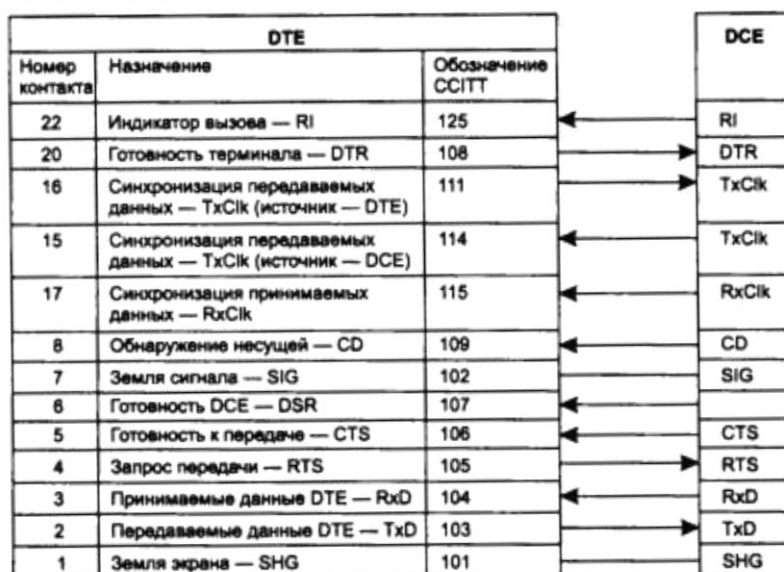 DTE DCE
Номер контакта Назначение Обозначение CCITT
22 Индикатор вызова — RI 125 RI
20 Готовность терминала — DTR 108 DTR
16 Синхронизация передаваемых 111 TxClk
данных — TxClk (источник — DTE)
15 Синхронизация передаваемых 114 TxClk
данных — TxClk (источник — DCE)
17 Синхронизация принимаемых 115 RxClk
данных — RxClk
8 Обнаружение несущей — CD 109 CD
7 Земля сигнала — SIG 102 SIG
6 Готовность DCE — DSR 107
5 Готовность к передаче — CTS 106 CTS
4 Запрос передачи — RTS 105 RTS
3 Принимаемые данные DTE — RxD 104 RxD
2 Передаваемые данные DTE — TxD 103 TxD
1 Земля экрана — SHG 101 SHG